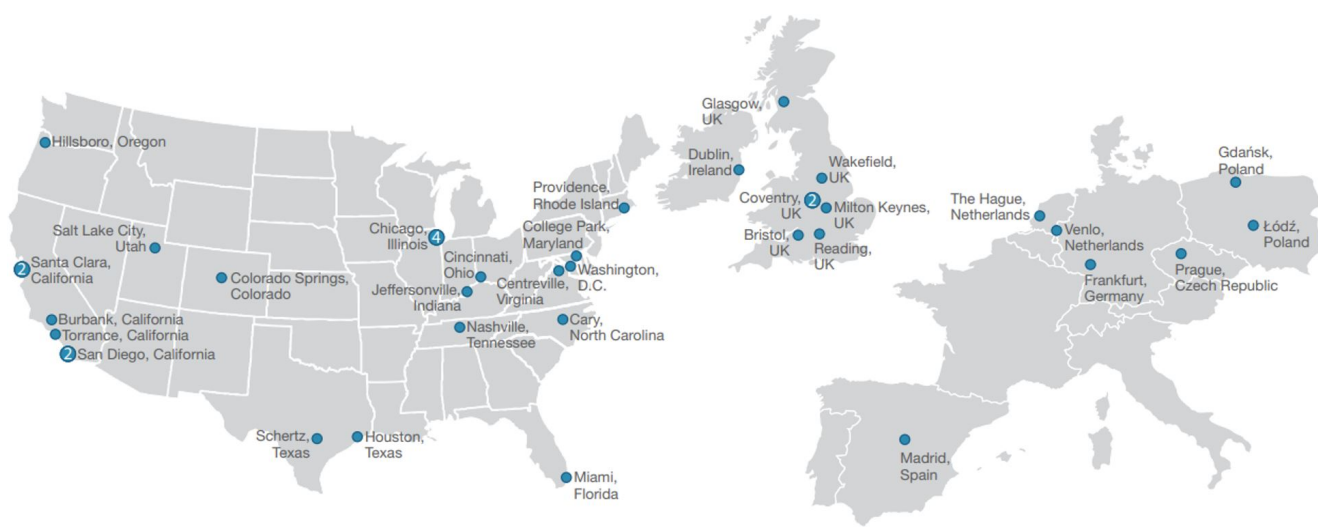 Hillsboro, Oregon
Salt Lake City,
Utah
2
Santa Clara,
California
Colorado Springs,
Colorado
Burbank, California
Torrance, California
2
San Diego, California
Chicago,
Illinois
4
Cincinnati,
Ohio
Jeffersonville,
Indiana
Providence,
Rhode Island
College Park,
Maryland
Washington,
D.C.
Centreville,
Virginia
Nashville,
Tennessee
Cary,
North Carolina
Schertz,
Texas
Houston,
Texas
Miami,
Florida
Glasgow,
UK
Dublin,
Ireland
Wakefield,
UK
Coventry,
UK
2
Milton Keynes,
UK
Bristol,
UK
Reading,
UK
Gdańsk,
Poland
The Hague,
Netherlands
Venlo,
Netherlands
Łódź,
Poland
Frankfurt,
Germany
Prague,
Czech Republic
Madrid,
Spain